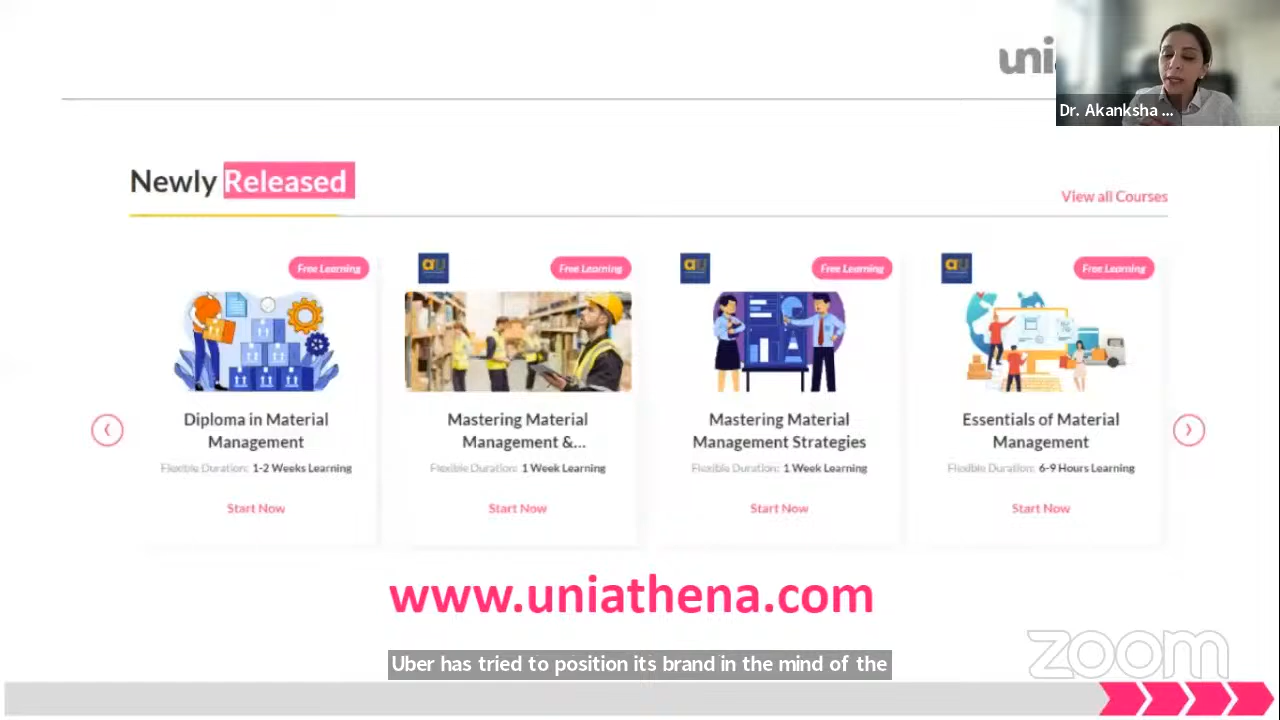 uni
Dr. Akanksha ...
Newly Released
View all Courses
Free Learning
Free Learning
Free Learning
Free Learning
Diploma in Material
Management
Flexible Duration: 1-2 Weeks Learning
Start Now
Mastering Material
Management &...
Flexible Duration: 1 Week Learning
Start Now
Mastering Material
Management Strategies
Flexible Duration: 1 Week Learning
Start Now
Essentials of Material
Management
Flexible Duration: 6-9 Hours Learning
Start Now
www.uniathena.com
Uber has tried to position its brand in the mind of the
zoom